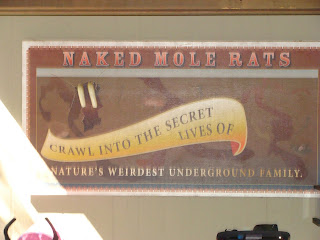 NAKED MOLE RATS
CRAWL INTO THE SECRET
LIVES OF
NATURE'S WEIRDEST UNDERGROUND FAMILY.